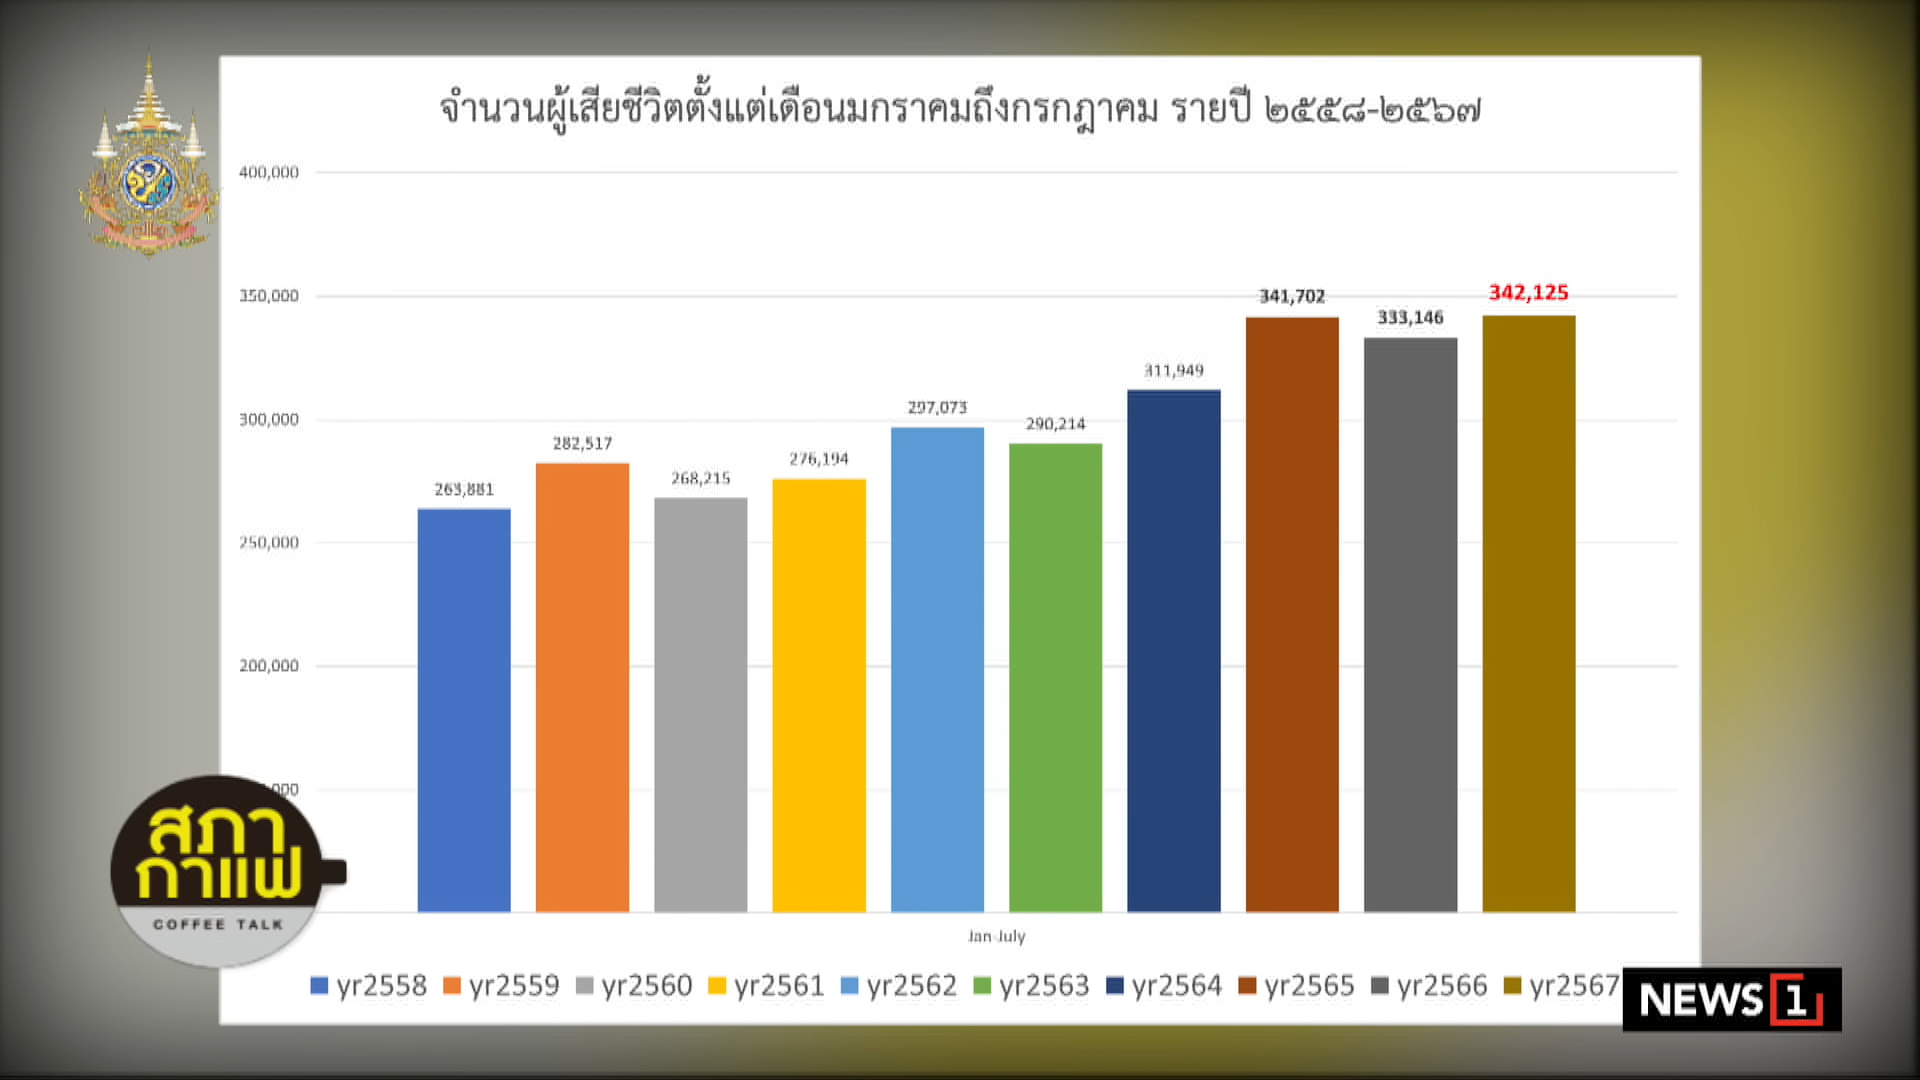 จำนวนผู้เสียชีวิตตั้งแต่เดือนมกราคมถึงกรกฎาคม รายปี ๒๕๕๘-๒๕๖๗
400,000
350,000
300,000
250,000
200,000
263,881
282,517
268,215
276,194
297,073
290,214
311,949
341,702
333,146
342,125
Jan-July
yr2558 yr2559 yr2560 yr2561 yr2562 yr2563 yr2564 yr2565 yr2566 yr2567
สภา
กาแฟ
COFFEE TALK
NEWS 1